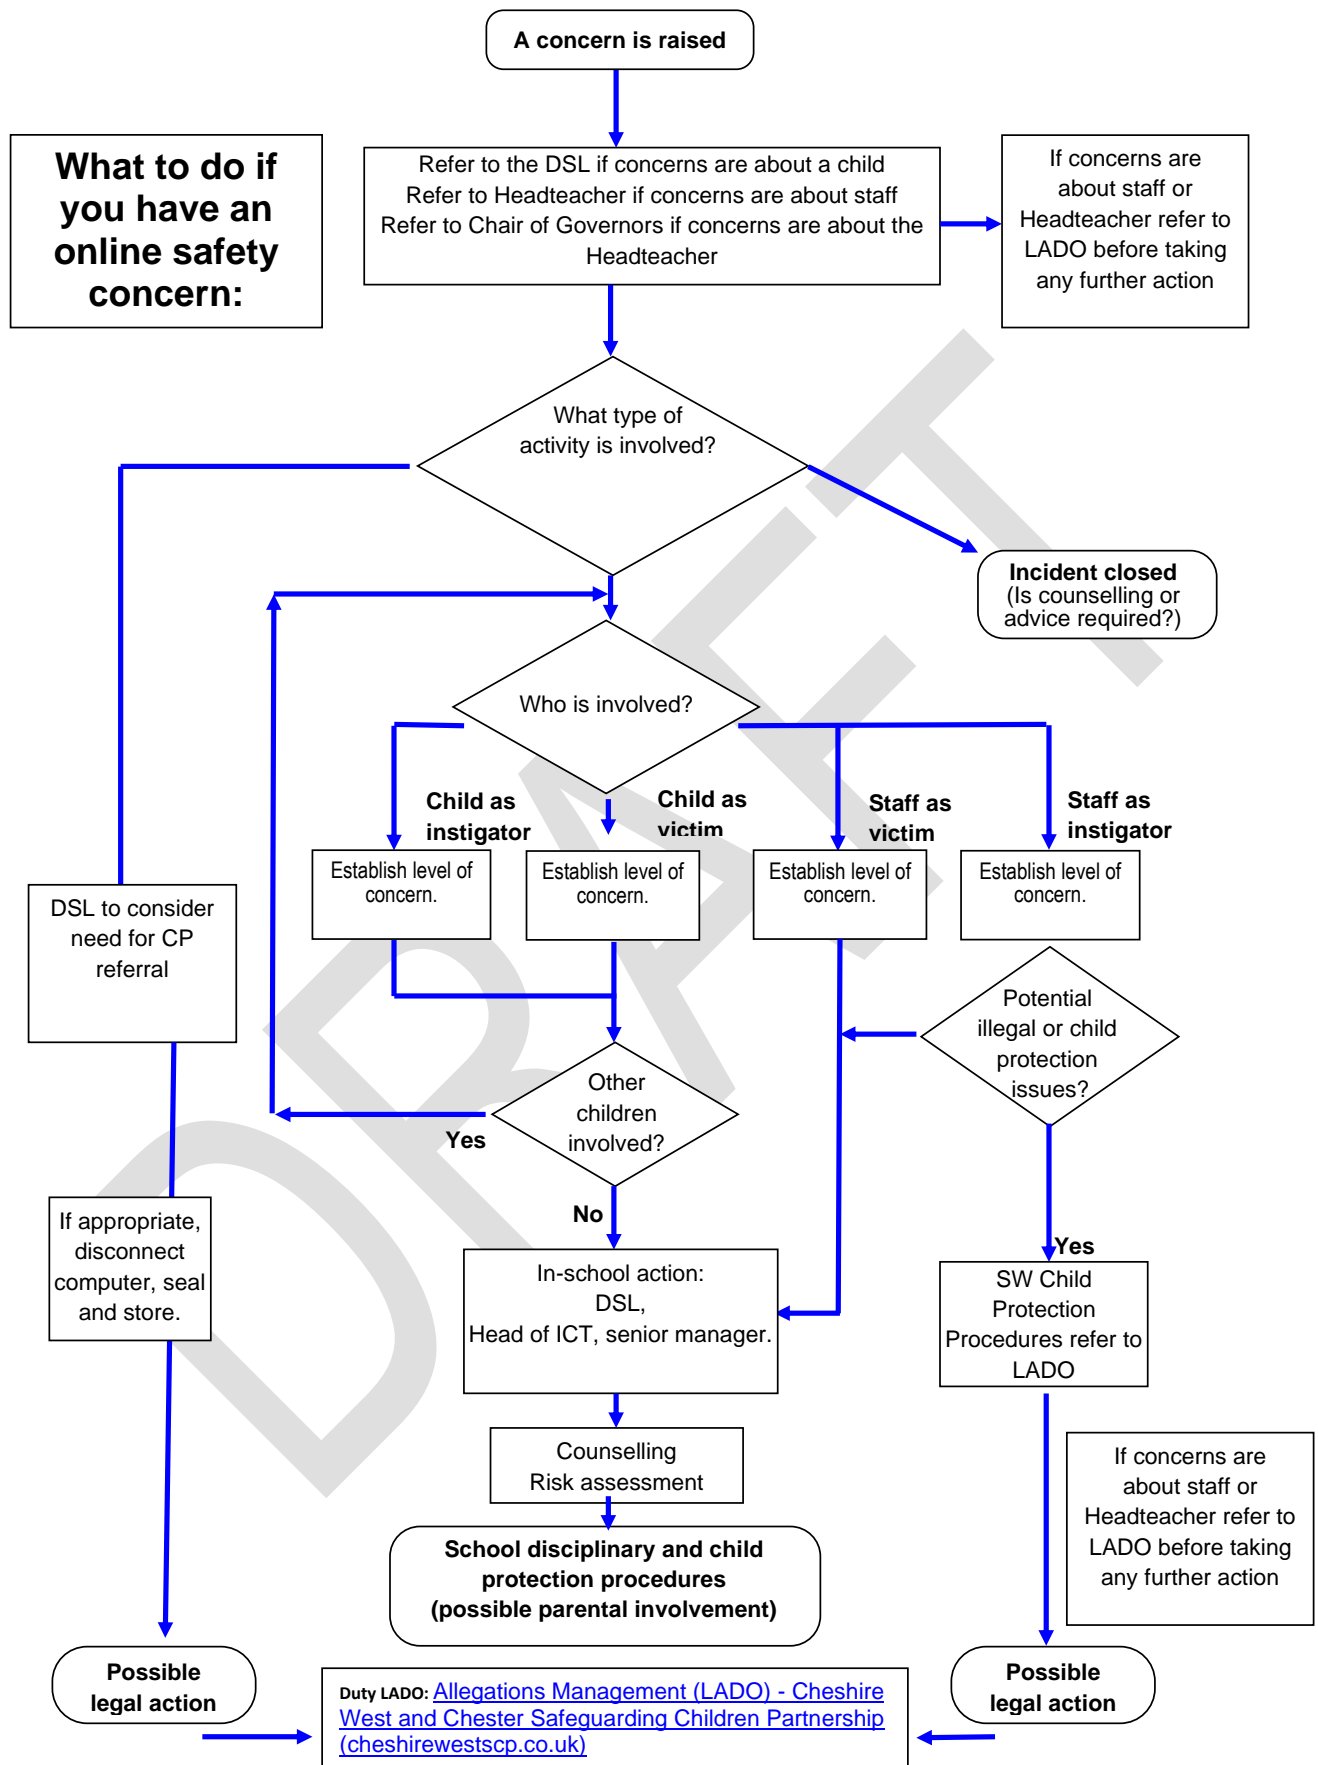 A concern is raised
What to do if
you have an
online safety
concern:
Refer to the DSL if concerns are about a child
Refer to Headteacher if concerns are about staff
Refer to Chair of Governors if concerns are about the
Headteacher
If concerns are
about staff or
Headteacher refer to
LADO before taking
any further action
What type of
activity is involved?
Incident closed
(Is counselling or
advice required?)
Who is involved?
Child as
instigator
Child as
victim
Staff as
victim
Staff as
instigator
Establish level of
concern.
Establish level of
concern.
Establish level of
concern.
Establish level of
concern.
DSL to consider
need for CP
referral
Potential
illegal or child
protection
issues?
Other
children
involved?
Yes
No
If appropriate,
disconnect
computer, seal
and store.
In-school action:
DSL,
Head of ICT, senior manager.
Yes
SW Child
Protection
Procedures refer to
LADO
Counselling
Risk assessment
If concerns are
about staff or
Headteacher refer to
LADO before taking
any further action
School disciplinary and child
protection procedures
(possible parental involvement)
Possible
legal action
Possible
legal action
Duty LADO: Allegations Management (LADO) - Cheshire
West and Chester Safeguarding Children Partnership
(cheshirewestscp.co.uk)
DRAFT